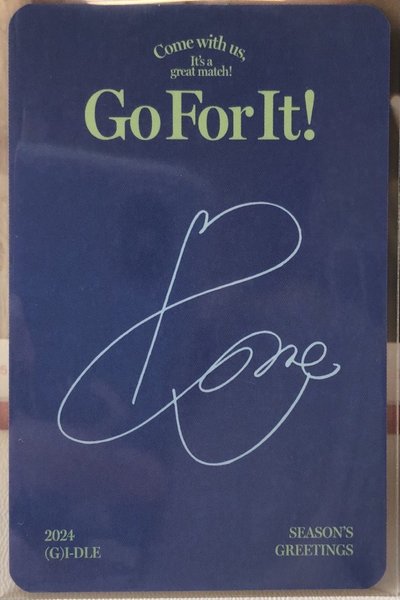 Come with us,
It's a
great match!
Go For It!
2024
(G)I-DLE
SEASON'S
GREETINGS